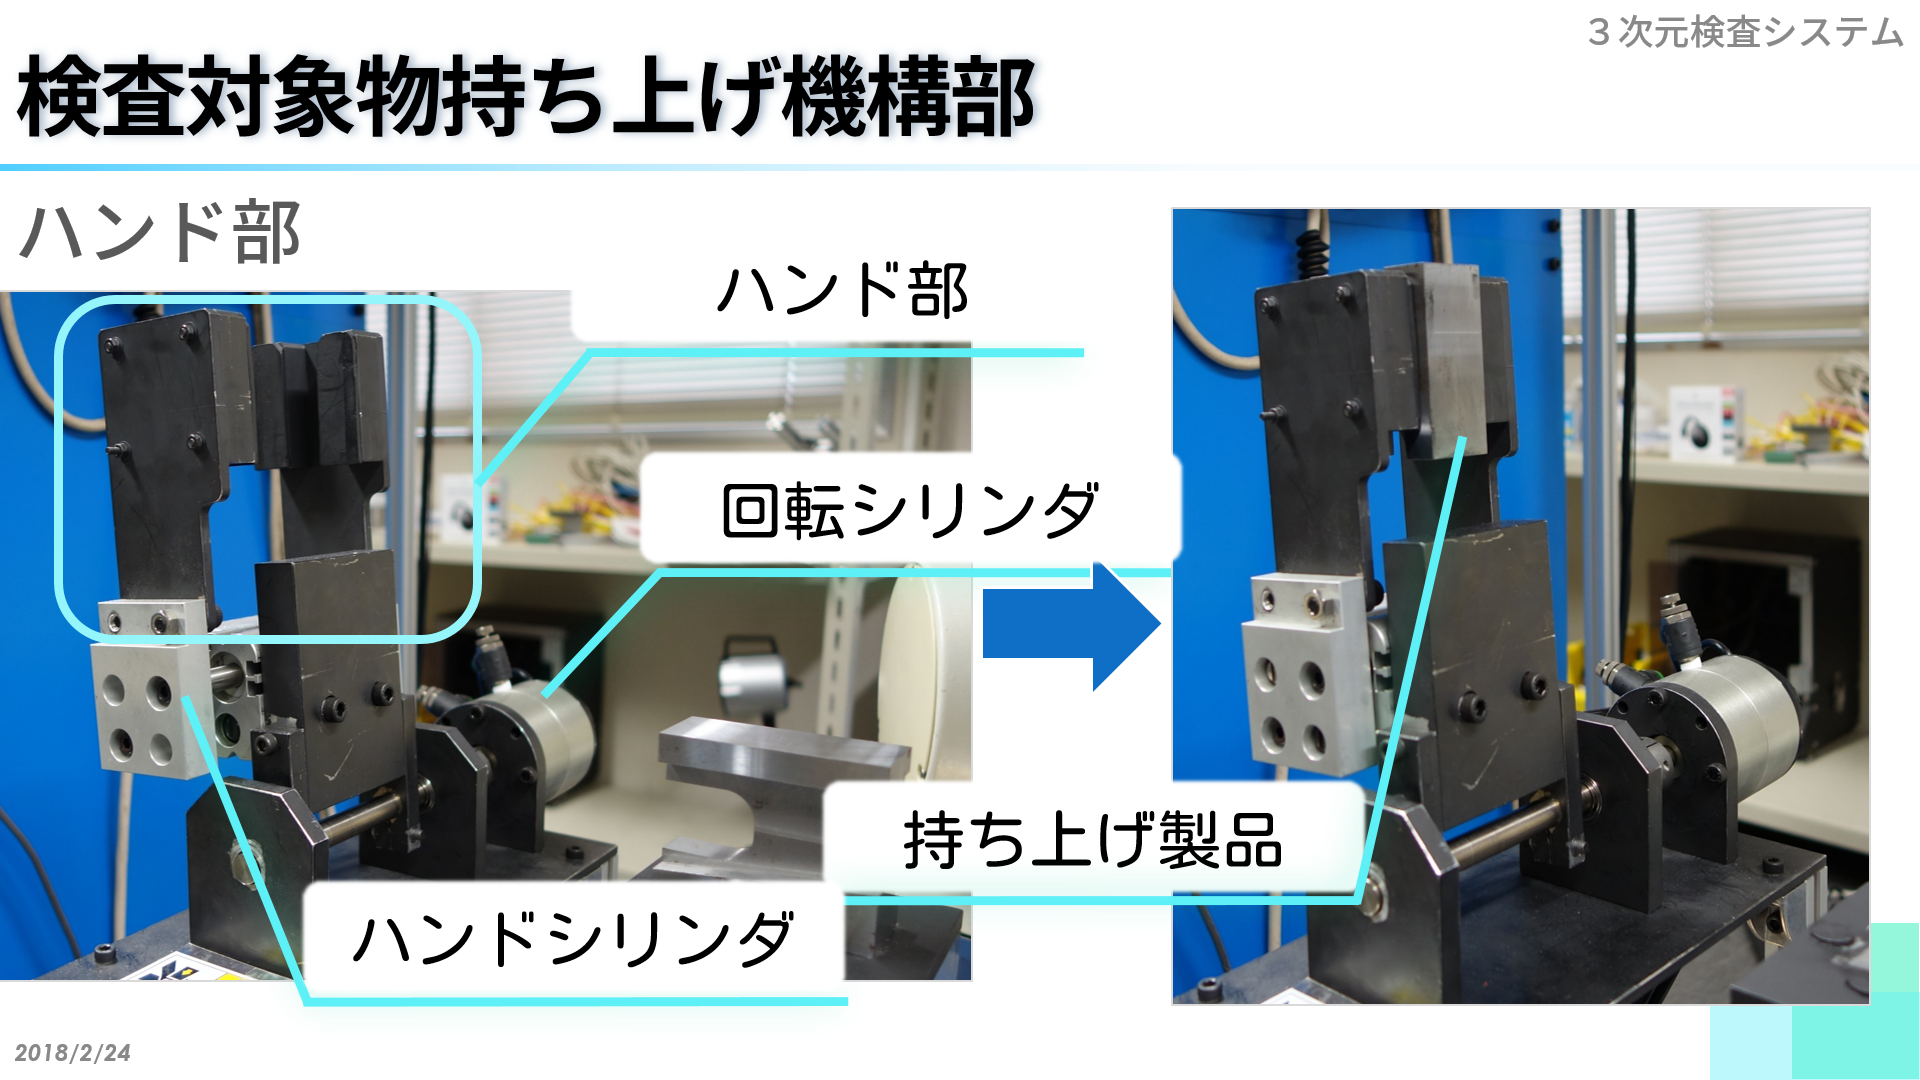 ３次元検査システム
検査対象物持ち上げ機構部
ハンド部
ハンド部
回転シリンダ
持ち上げ製品
ハンドシリンダ
2018/2/24